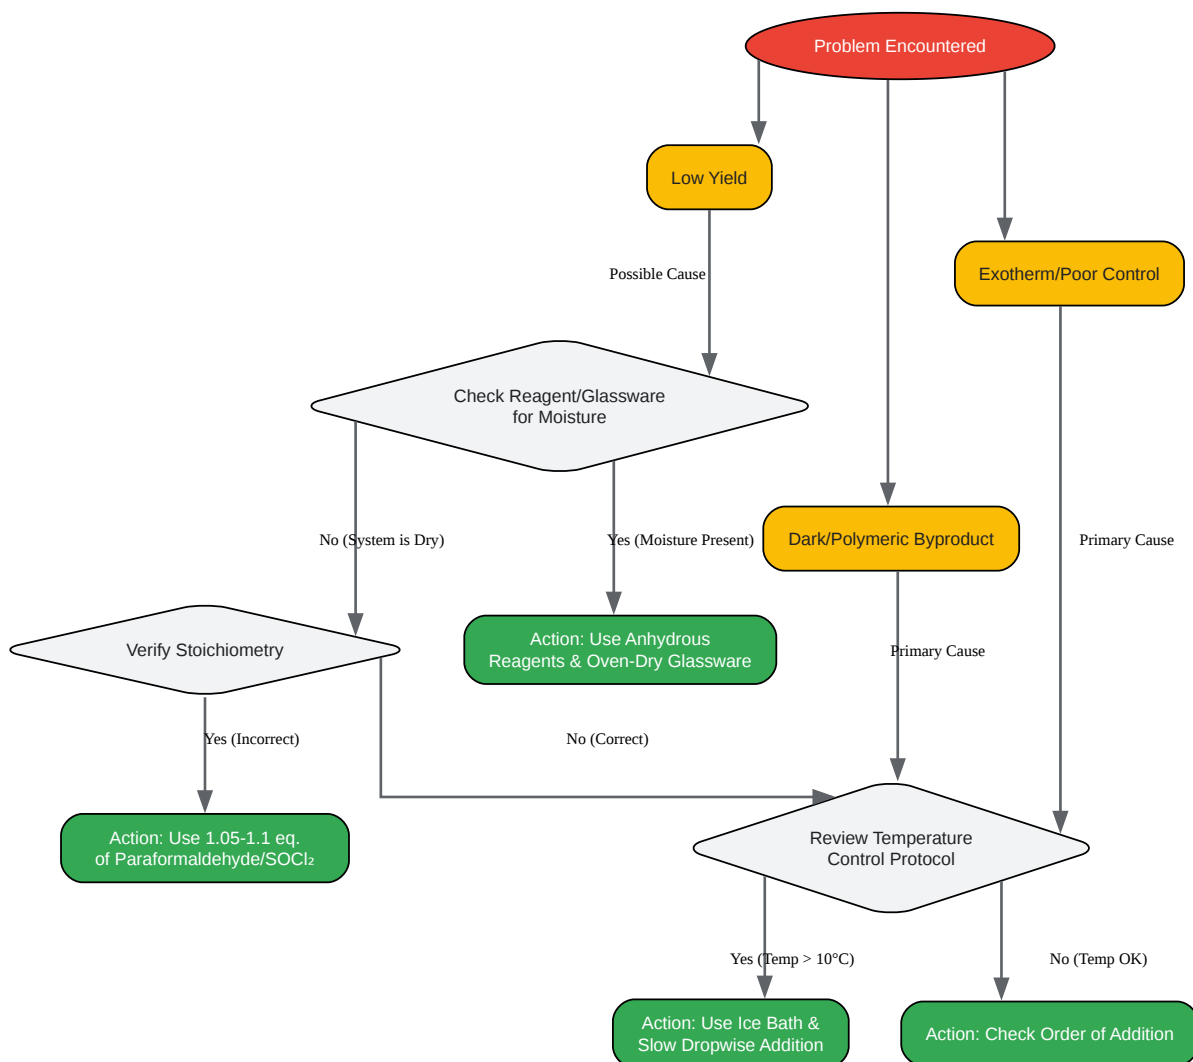 Problem Encountered
Low Yield
Exotherm/Poor Control
Possible Cause
Check Reagent/Glassware
for Moisture
No (System is Dry)
Yes (Moisture Present)
Dark/Polymeric Byproduct
Primary Cause
Verify Stoichiometry
Action: Use Anhydrous
Reagents & Oven-Dry Glassware
Primary Cause
Yes (Incorrect)
No (Correct)
Action: Use 1.05-1.1 eq.
of Paraformaldehyde/SOCl₂
Review Temperature
Control Protocol
Yes (Temp > 10°C)
No (Temp OK)
Action: Use Ice Bath &
Slow Dropwise Addition
Action: Check Order of Addition